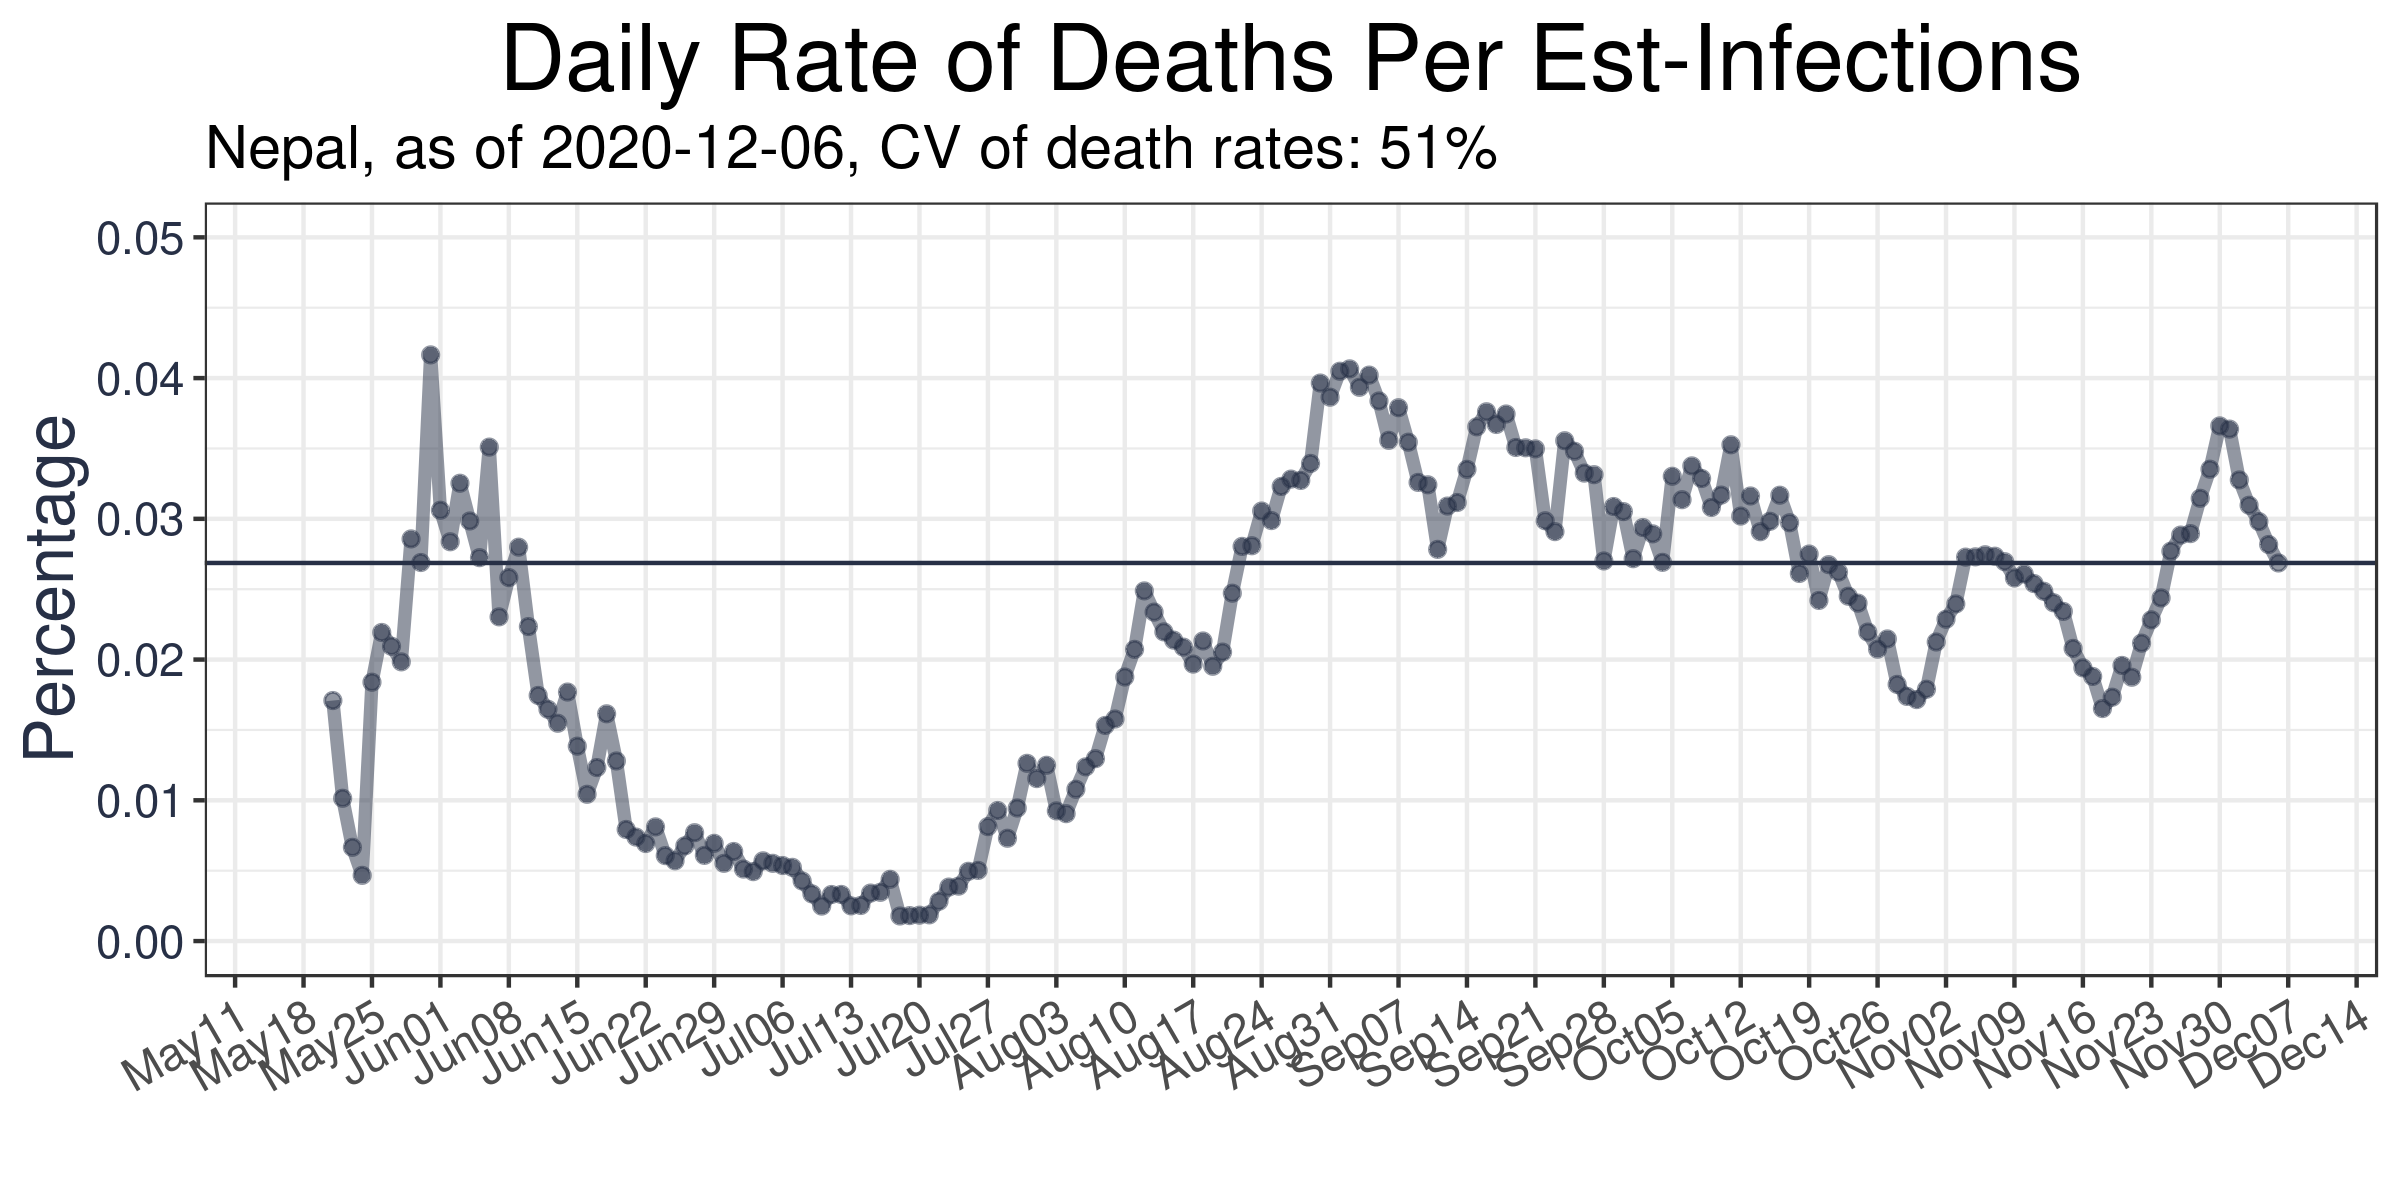 Daily Rate of Deaths Per Est-Infections
Nepal, as of 2020-12-06, CV of death rates: 51%
Percentage
0.05
0.04
0.03
0.02
0.01
0.00
May11
May18
May25
Jun01
Jun08
Jun15
Jun22
Jun29
Jul06
Jul13
Jul20
Jul27
Aug03
Aug10
Aug17
Aug24
Aug31
Sep07
Sep14
Sep21
Sep28
Oct05
Oct12
Oct19
Oct26
Nov02
Nov09
Nov16
Nov23
Nov30
Dec07
Dec14